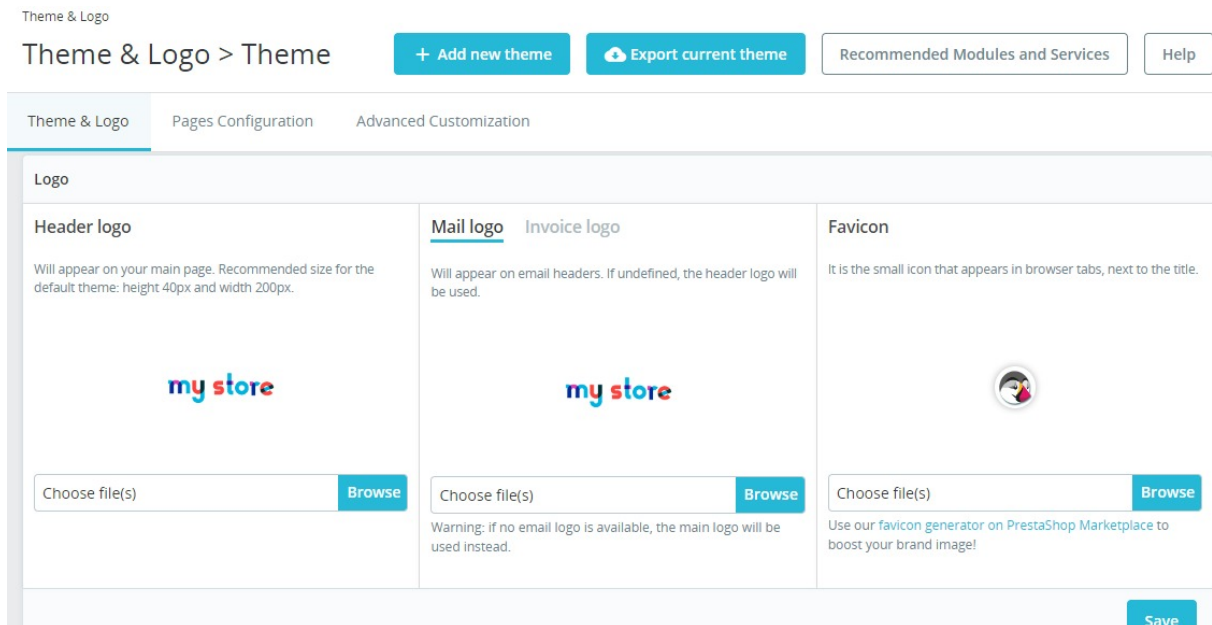 Theme & Logo
Theme & Logo > Theme
+ Add new theme
Export current theme
Recommended Modules and Services
Help
Theme & Logo
Pages Configuration
Advanced Customization
Logo
Header logo
Will appear on your main page. Recommended size for the
default theme: height 40px and width 200px.
my store
Choose file(s)
Browse
Mail logo
Invoice logo
Will appear on email headers. If undefined, the header logo will
be used.
my store
Choose file(s)
Browse
Warning: if no email logo is available, the main logo will be
used instead.
Favicon
It is the small icon that appears in browser tabs, next to the title.
Choose file(s)
Browse
Use our favicon generator on PrestaShop Marketplace to
boost your brand image!
Save